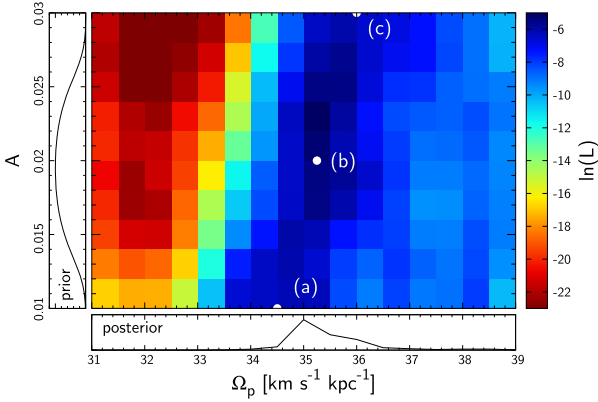 0.03
0.025
0.02
0.015
0.01
A
prior
(c)
(b)
(a)
-6
-8
-10
-12
-14
-16
-18
-20
-22
ln(L)
posterior
31 32 33 34 35 36 37 38 39
Ωp [km s-1 kpc-1]